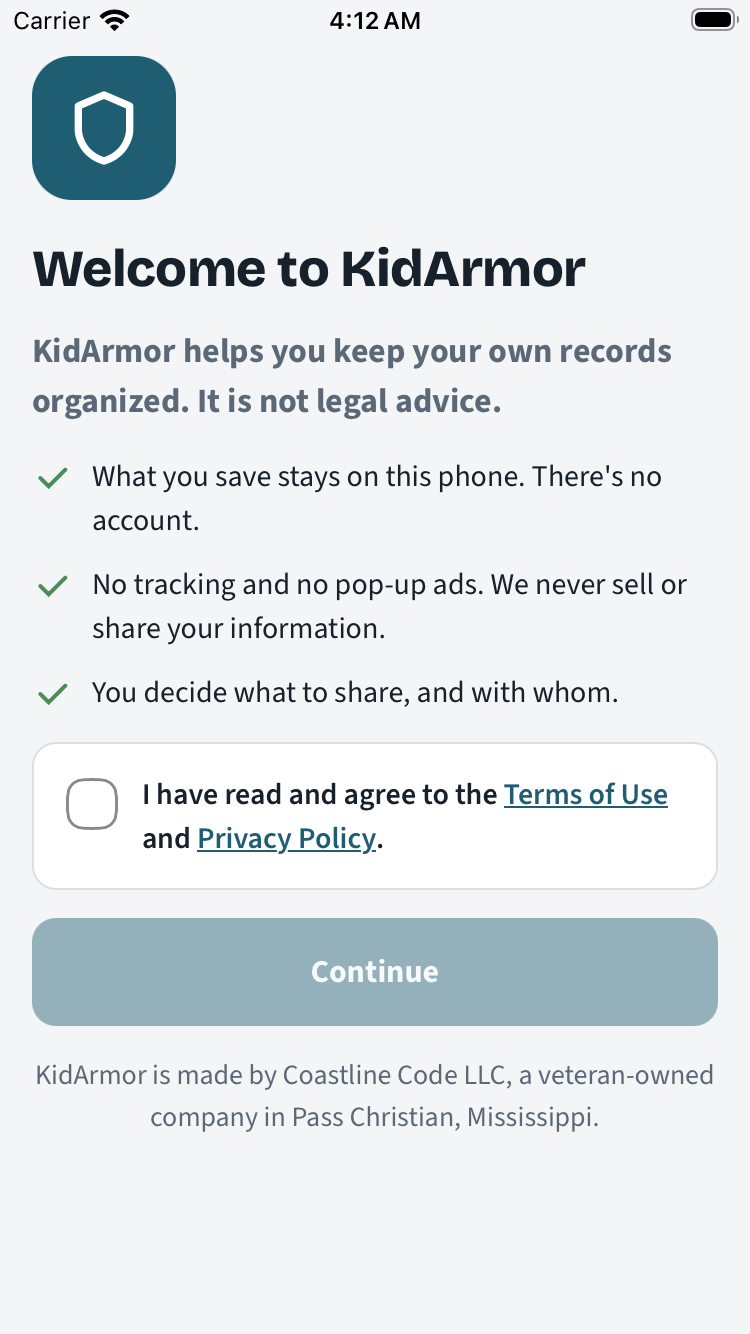 Carrier 4:12 AM
Welcome to KidArmor
KidArmor helps you keep your own records
organized. It is not legal advice.
What you save stays on this phone. There's no
account.
No tracking and no pop-up ads. We never sell or
share your information.
You decide what to share, and with whom.
I have read and agree to the Terms of Use
and Privacy Policy.
Continue
KidArmor is made by Coastline Code LLC, a veteran-owned
company in Pass Christian, Mississippi.